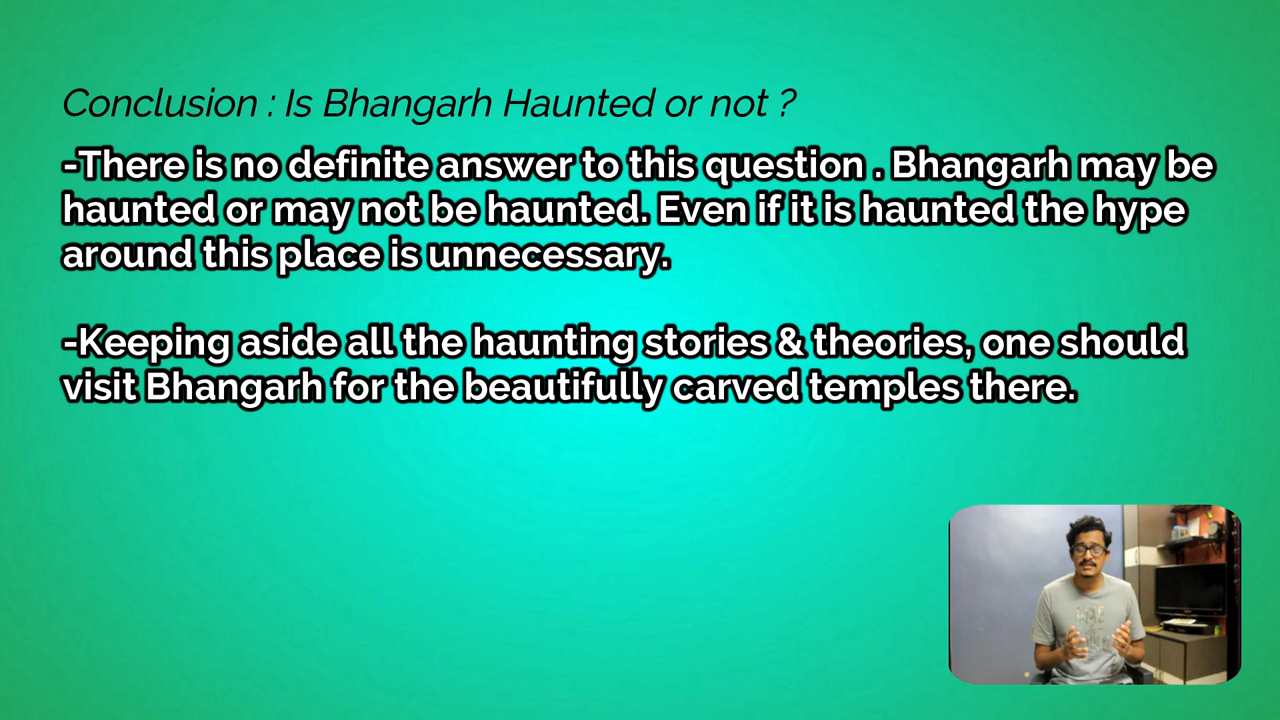 Conclusion : Is Bhangarh Haunted or not ?
-There is no definite answer to this question . Bhangarh may be
haunted or may not be haunted. Even if it is haunted the hype
around this place is unnecessary.
-Keeping aside all the haunting stories & theories, one should
visit Bhangarh for the beautifully carved temples there.